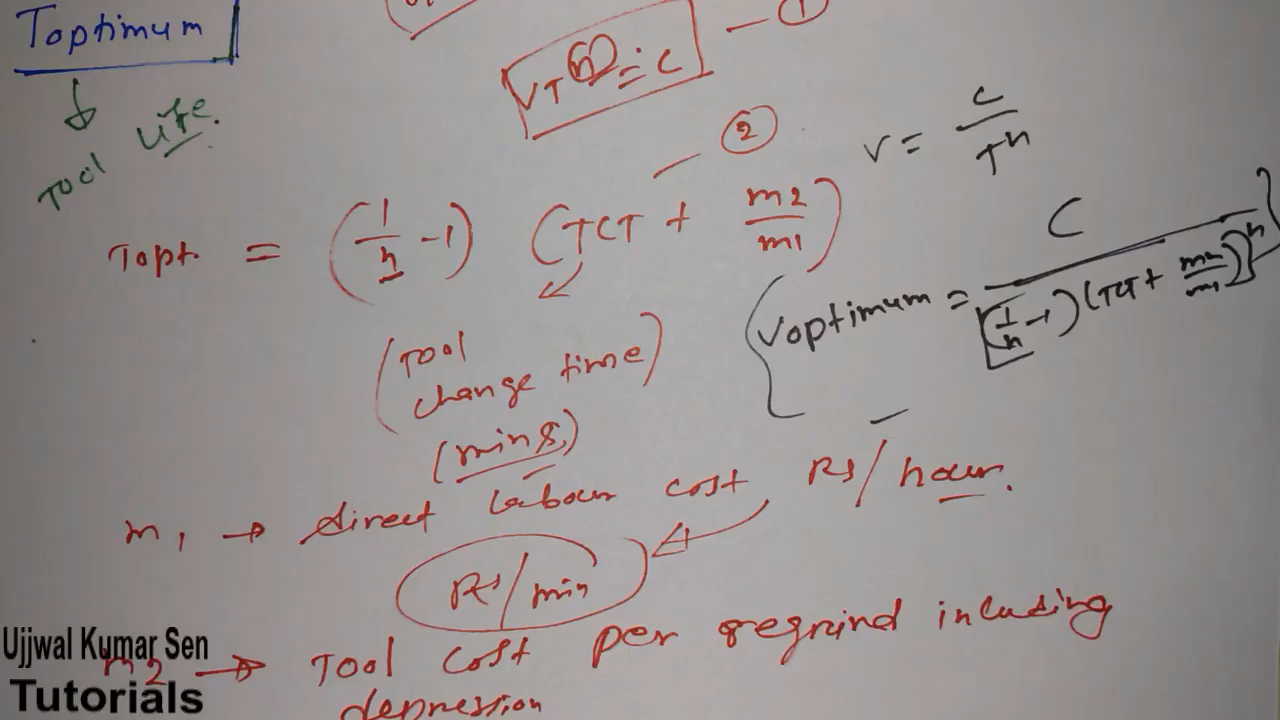 Toptimum
Tool Life.
VT^n = C — ①
V = C/T^n
Topt. = (1/n - 1) (TCT + m2/m1) — ②
(Tool
change time)
(mins.)
Voptimum = C/[(1/n - 1)(TCT + m2/m1)]^n
m1 → direct labour cost Rs/hour.
Rs/min
m2 → Tool cost per regrind including
depression
Ujjwal Kumar Sen
Tutorials